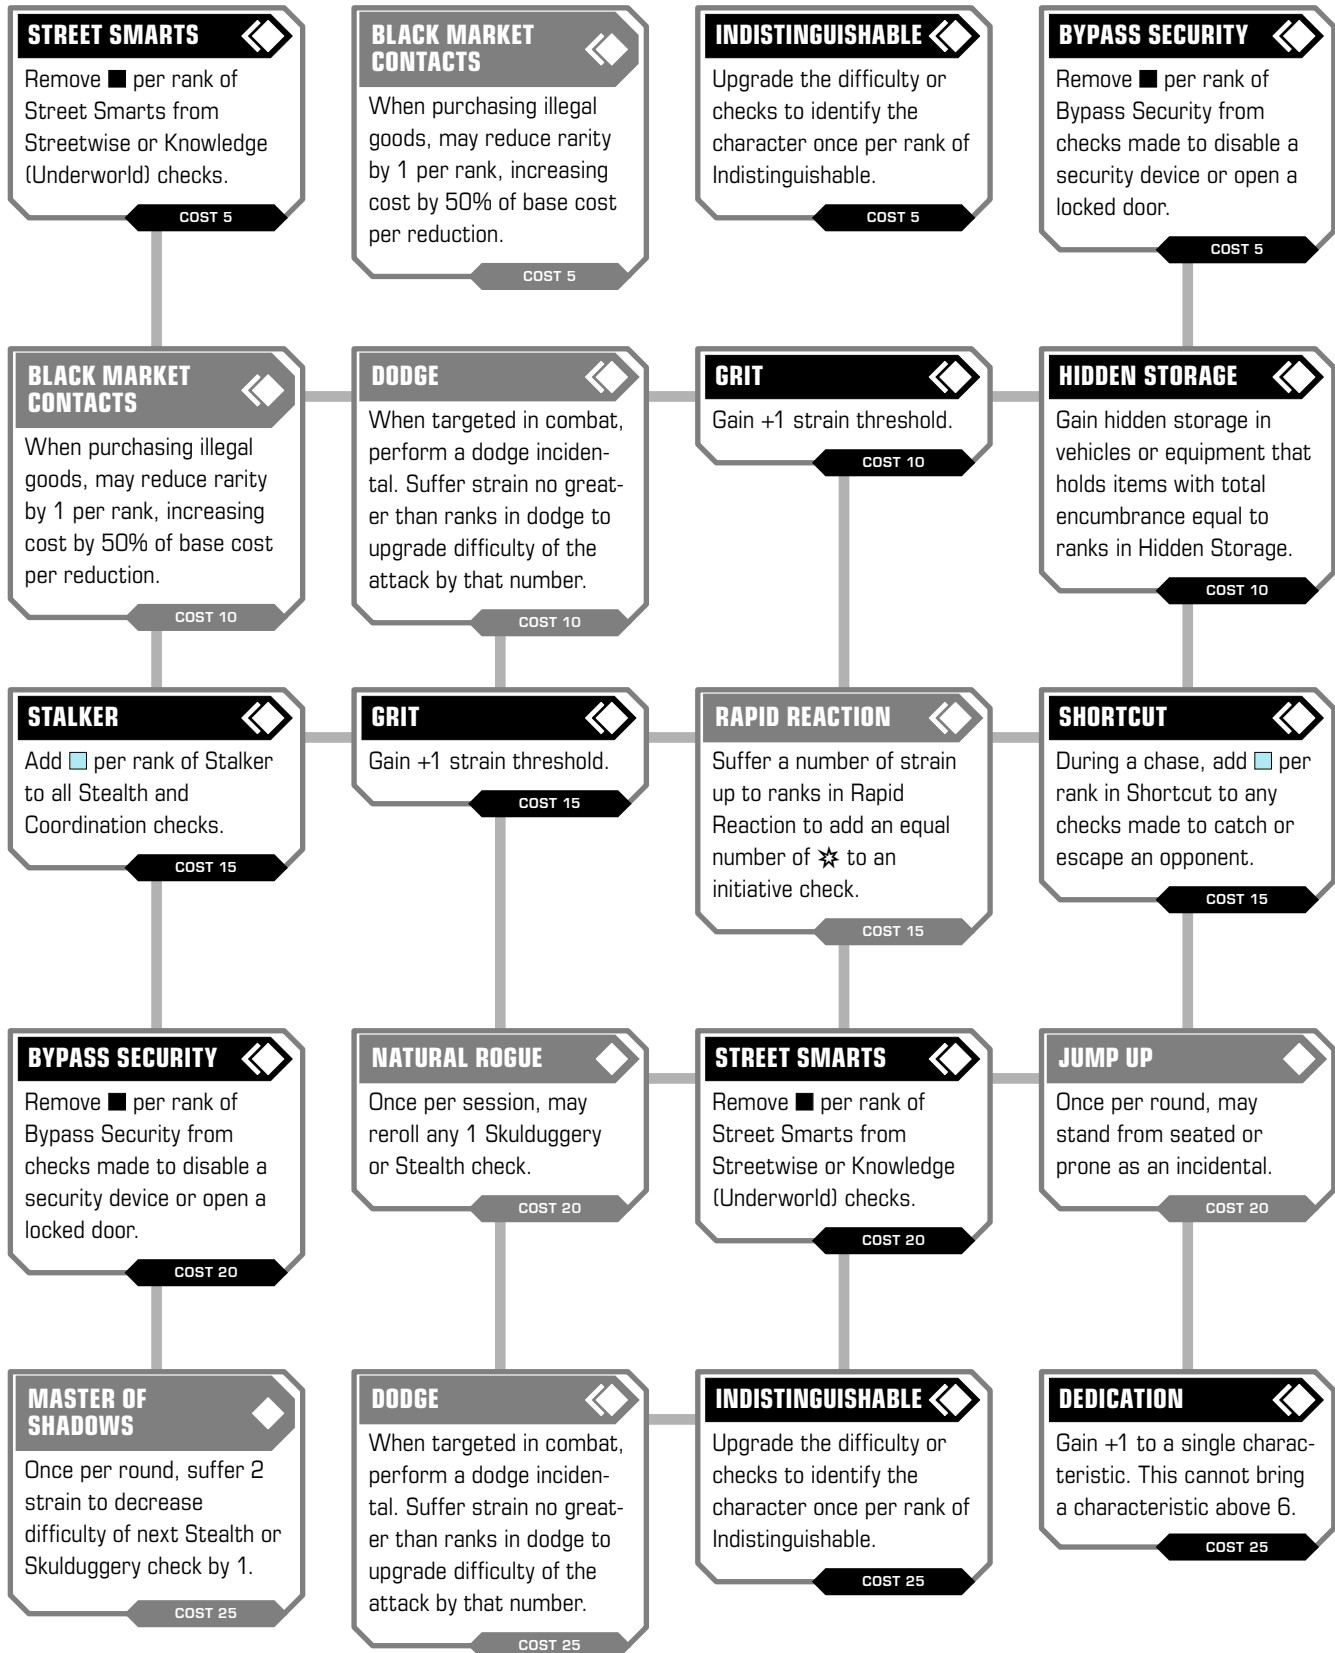 STREET SMARTS
Remove ■ per rank of
Street Smarts from
Streetwise or Knowledge
(Underworld) checks.
COST 5
BLACK MARKET
CONTACTS
When purchasing illegal
goods, may reduce rarity
by 1 per rank, increasing
cost by 50% of base cost
per reduction.
COST 5
INDISTINGUISHABLE
Upgrade the difficulty or
checks to identify the
character once per rank of
Indistinguishable.
COST 5
BYPASS SECURITY
Remove ■ per rank of
Bypass Security from
checks made to disable a
security device or open a
locked door.
COST 5
BLACK MARKET
CONTACTS
When purchasing illegal
goods, may reduce rarity
by 1 per rank, increasing
cost by 50% of base cost
per reduction.
COST 10
DODGE
When targeted in combat,
perform a dodge inciden-
tal. Suffer strain no great-
er than ranks in dodge to
upgrade difficulty of the
attack by that number.
COST 10
GRIT
Gain +1 strain threshold.
COST 10
HIDDEN STORAGE
Gain hidden storage in
vehicles or equipment that
holds items with total
encumbrance equal to
ranks in Hidden Storage.
COST 10
STALKER
Add per rank of Stalker
to all Stealth and
Coordination checks.
COST 15
GRIT
Gain +1 strain threshold.
COST 15
RAPID REACTION
Suffer a number of strain
up to ranks in Rapid
Reaction to add an equal
number of to an
initiative check.
COST 15
SHORTCUT
During a chase, add per
rank in Shortcut to any
checks made to catch or
escape an opponent.
COST 15
BYPASS SECURITY
Remove ■ per rank of
Bypass Security from
checks made to disable a
security device or open a
locked door.
COST 20
NATURAL ROGUE
Once per session, may
reroll any 1 Skulduggery
or Stealth check.
COST 20
STREET SMARTS
Remove ■ per rank of
Street Smarts from
Streetwise or Knowledge
(Underworld) checks.
COST 20
JUMP UP
Once per round, may
stand from seated or
prone as an incidental.
COST 20
MASTER OF
SHADOWS
Once per round, suffer 2
strain to decrease
difficulty of next Stealth or
Skulduggery check by 1.
COST 25
DODGE
When targeted in combat,
perform a dodge inciden-
tal. Suffer strain no great-
er than ranks in dodge to
upgrade difficulty of the
attack by that number.
COST 25
INDISTINGUISHABLE
Upgrade the difficulty or
checks to identify the
character once per rank of
Indistinguishable.
COST 25
DEDICATION
Gain +1 to a single charac-
teristic. This cannot bring
a characteristic above 6.
COST 25